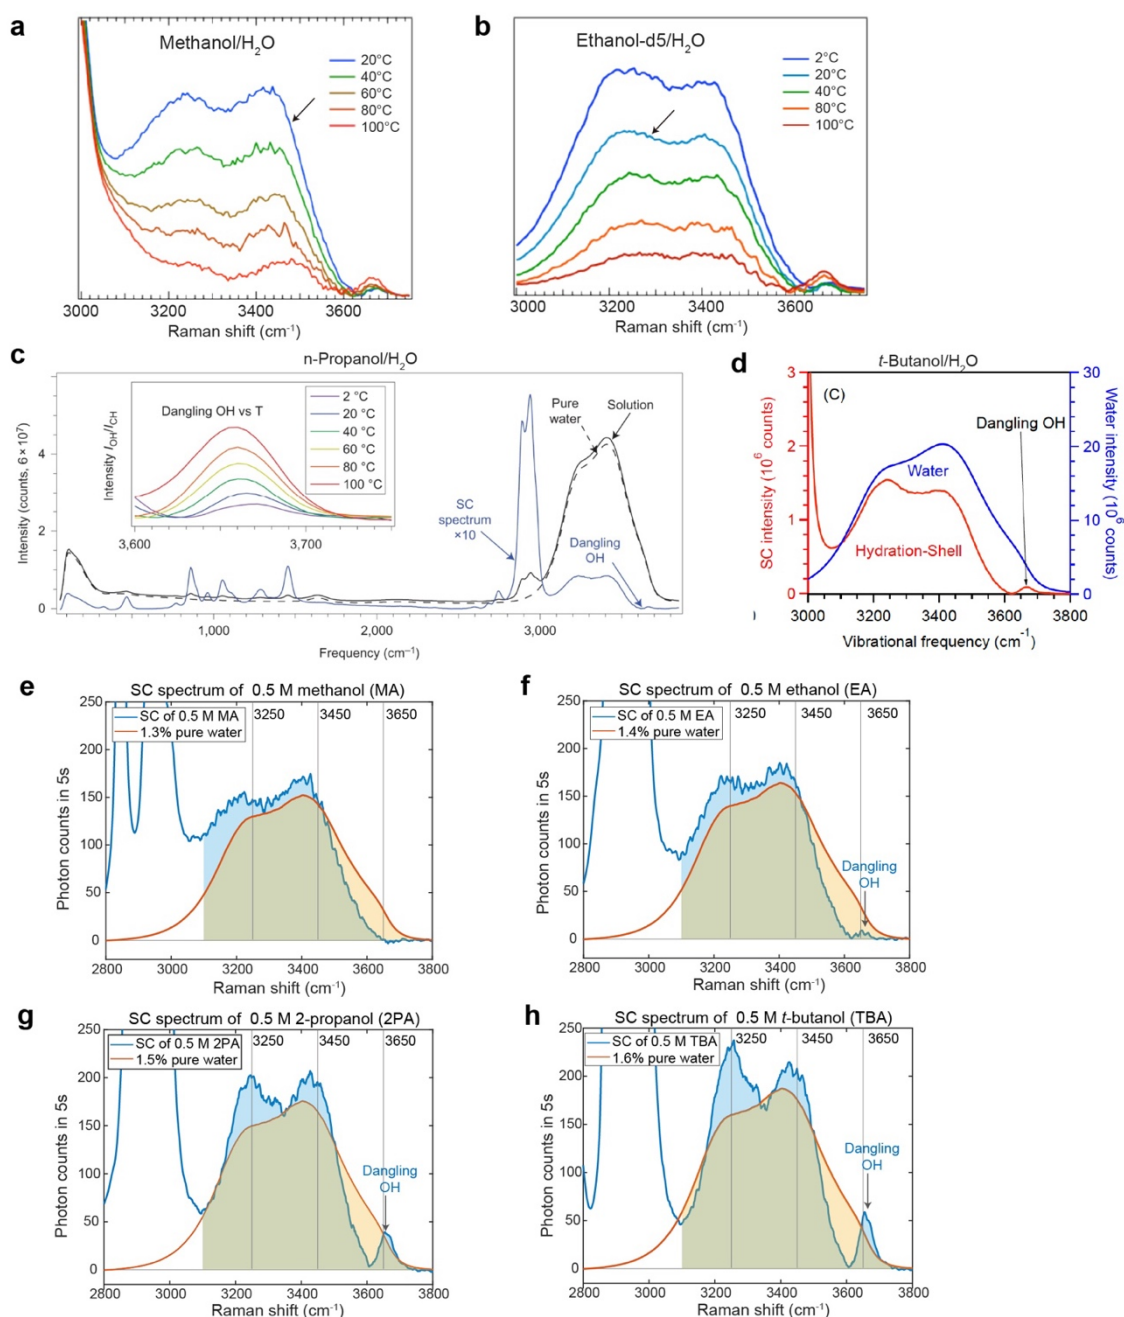 a
Methanol/H2O
20°C
40°C
60°C
80°C
100°C
3000 3200 3400 3600
Raman shift (cm-1)
b
Ethanol-d5/H2O
2°C
20°C
40°C
80°C
100°C
3000 3200 3400 3600
Raman shift (cm-1)
c
n-Propanol/H2O
Intensity (counts, 6 × 10^7)
6
4
2
0
Dangling OH vs T
Intensity IOH/ICH
2 °C
20 °C
40 °C
60 °C
80 °C
100 °C
3,600 3,700
Pure
water
Solution
SC
spectrum
×10
Dangling
OH
1,000 2,000 3,000
Frequency (cm–1)
d
t-Butanol/H2O
(C)
SC intensity (10^6 counts)
3
2
1
0
Water intensity (10^6 counts)
30
20
10
0
Dangling OH
Water
Hydration-Shell
3000 3200 3400 3600 3800
Vibrational frequency (cm-1)
e
SC spectrum of 0.5 M methanol (MA)
SC of 0.5 M MA
1.3% pure water
3250 3450 3650
Photon counts in 5s
250
200
150
100
50
0
2800 3000 3200 3400 3600 3800
Raman shift (cm-1)
f
SC spectrum of 0.5 M ethanol (EA)
SC of 0.5 M EA
1.4% pure water
3250 3450 3650
Photon counts in 5s
250
200
150
100
50
0
Dangling
OH
2800 3000 3200 3400 3600 3800
Raman shift (cm-1)
g
SC spectrum of 0.5 M 2-propanol (2PA)
SC of 0.5 M 2PA
1.5% pure water
3250 3450 3650
Photon counts in 5s
250
200
150
100
50
0
Dangling
OH
2800 3000 3200 3400 3600 3800
Raman shift (cm-1)
h
SC spectrum of 0.5 M t-butanol (TBA)
SC of 0.5 M TBA
1.6% pure water
3250 3450 3650
Photon counts in 5s
250
200
150
100
50
0
Dangling
OH
2800 3000 3200 3400 3600 3800
Raman shift (cm-1)